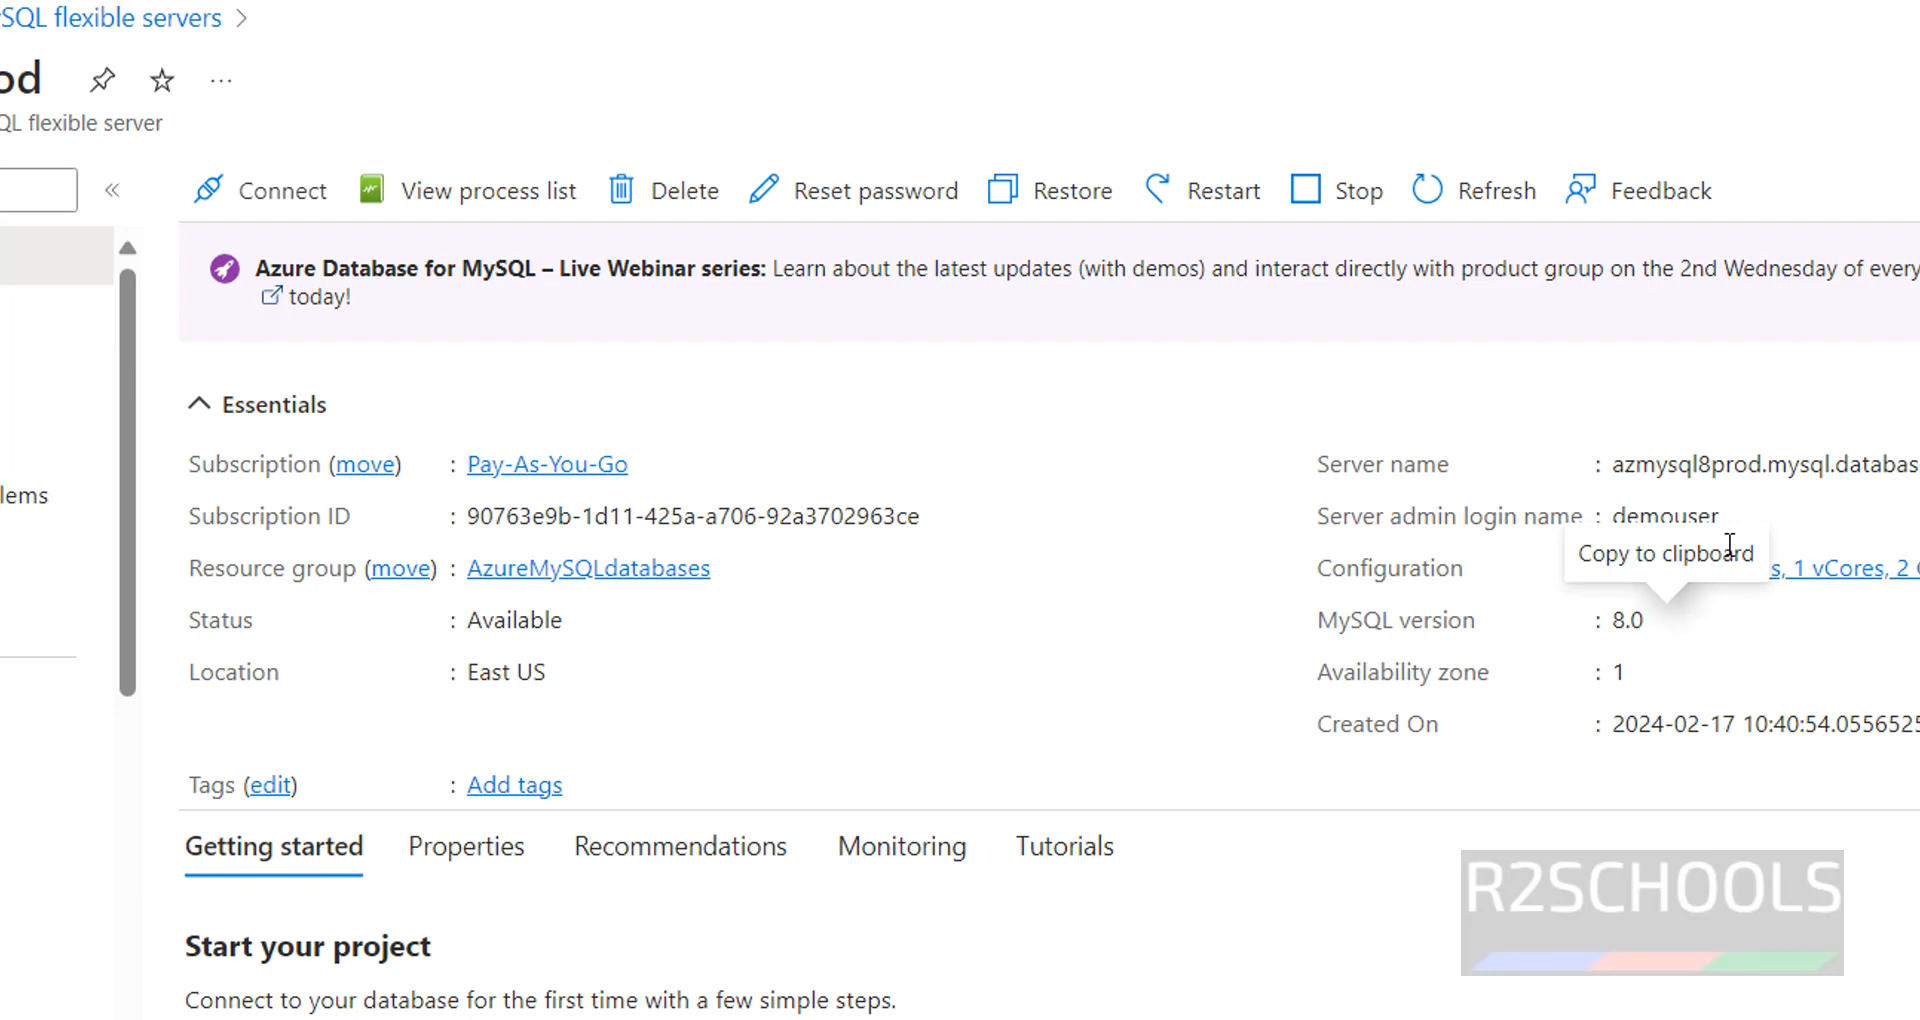 SQL flexible servers >
od
QL flexible server
Connect View process list Delete Reset password Restore Restart Stop Refresh Feedback
Azure Database for MySQL – Live Webinar series: Learn about the latest updates (with demos) and interact directly with product group on the 2nd Wednesday of every
today!
Essentials
Subscription (move) : Pay-As-You-Go
Server name : azmysql8prod.mysql.databas
lems
Subscription ID : 90763e9b-1d11-425a-a706-92a3702963ce
Server admin login name : demouser
Copy to clipboard
Resource group (move) : AzureMySQLdatabases
Configuration s, 1 vCores, 2
Status : Available
MySQL version : 8.0
Location : East US
Availability zone : 1
Created On : 2024-02-17 10:40:54.0556525
Tags (edit) : Add tags
Getting started Properties Recommendations Monitoring Tutorials
R2SCHOOLS
Start your project
Connect to your database for the first time with a few simple steps.